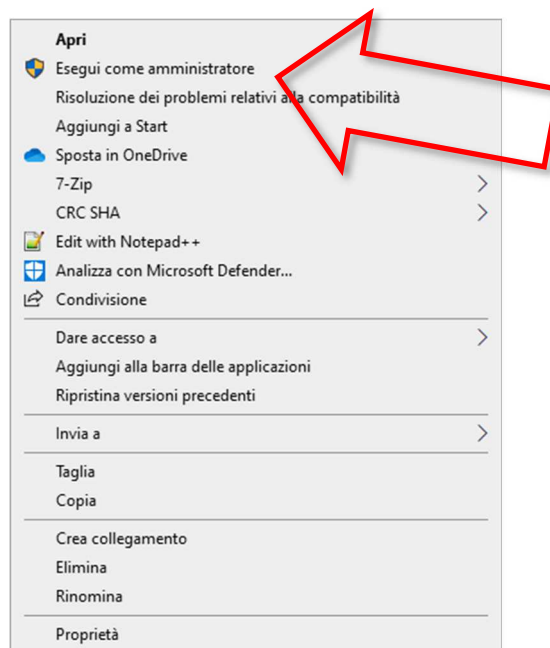 Apri
Esegui come amministratore
Risoluzione dei problemi relativi alla compatibilità
Aggiungi a Start
Sposta in OneDrive
7-Zip
CRC SHA
Edit with Notepad++
Analizza con Microsoft Defender...
Condivisione
Dare accesso a
Aggiungi alla barra delle applicazioni
Ripristina versioni precedenti
Invia a
Taglia
Copia
Crea collegamento
Elimina
Rinomina
Proprietà